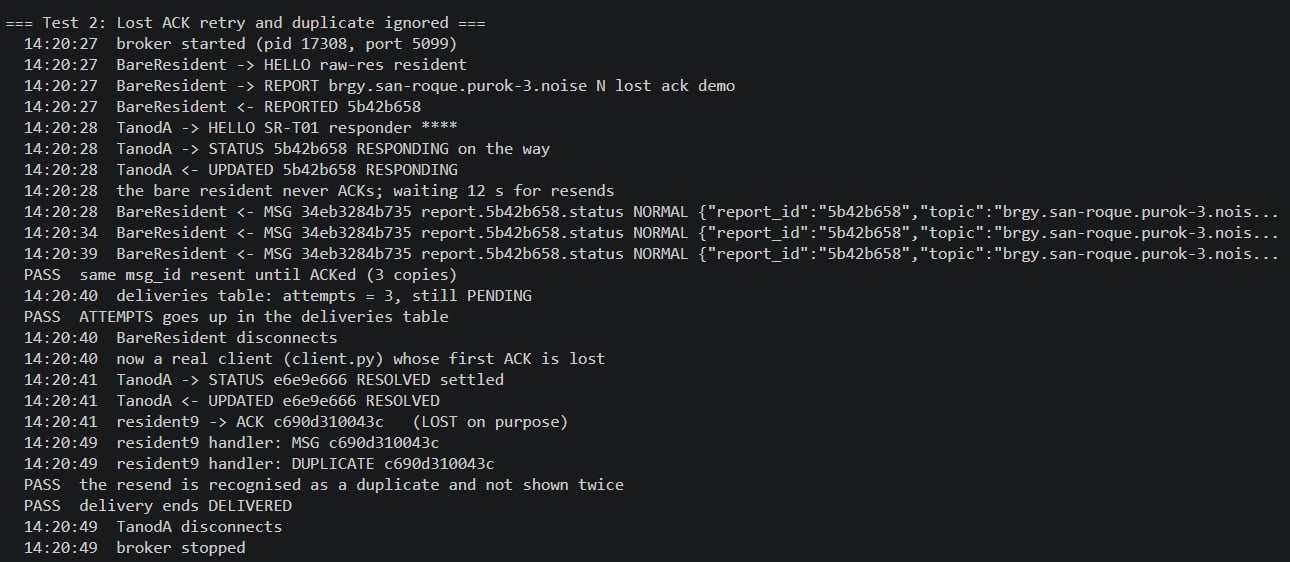 === Test 2: Lost ACK retry and duplicate ignored ===
14:20:27  broker started (pid 17308, port 5099)
14:20:27  BareResident -> HELLO raw-res resident
14:20:27  BareResident -> REPORT brgy.san-roque.purok-3.noise N lost ack demo
14:20:27  BareResident <- REPORTED 5b42b658
14:20:28  TanodA -> HELLO SR-T01 responder ****
14:20:28  TanodA -> STATUS 5b42b658 RESPONDING on the way
14:20:28  TanodA <- UPDATED 5b42b658 RESPONDING
14:20:28  the bare resident never ACKs; waiting 12 s for resends
14:20:28  BareResident <- MSG 34eb3284b735 report.5b42b658.status NORMAL {"report_id":"5b42b658","topic":"brgy.san-roque.purok-3.nois...
14:20:34  BareResident <- MSG 34eb3284b735 report.5b42b658.status NORMAL {"report_id":"5b42b658","topic":"brgy.san-roque.purok-3.nois...
14:20:39  BareResident <- MSG 34eb3284b735 report.5b42b658.status NORMAL {"report_id":"5b42b658","topic":"brgy.san-roque.purok-3.nois...
PASS  same msg_id resent until ACKed (3 copies)
14:20:40  deliveries table: attempts = 3, still PENDING
PASS  ATTEMPTS goes up in the deliveries table
14:20:40  BareResident disconnects
14:20:40  now a real client (client.py) whose first ACK is lost
14:20:41  TanodA -> STATUS e6e9e666 RESOLVED settled
14:20:41  TanodA <- UPDATED e6e9e666 RESOLVED
14:20:41  resident9 -> ACK c690d310043c   (LOST on purpose)
14:20:49  resident9 handler: MSG c690d310043c
14:20:49  resident9 handler: DUPLICATE c690d310043c
PASS  the resend is recognised as a duplicate and not shown twice
PASS  delivery ends DELIVERED
14:20:49  TanodA disconnects
14:20:49  broker stopped